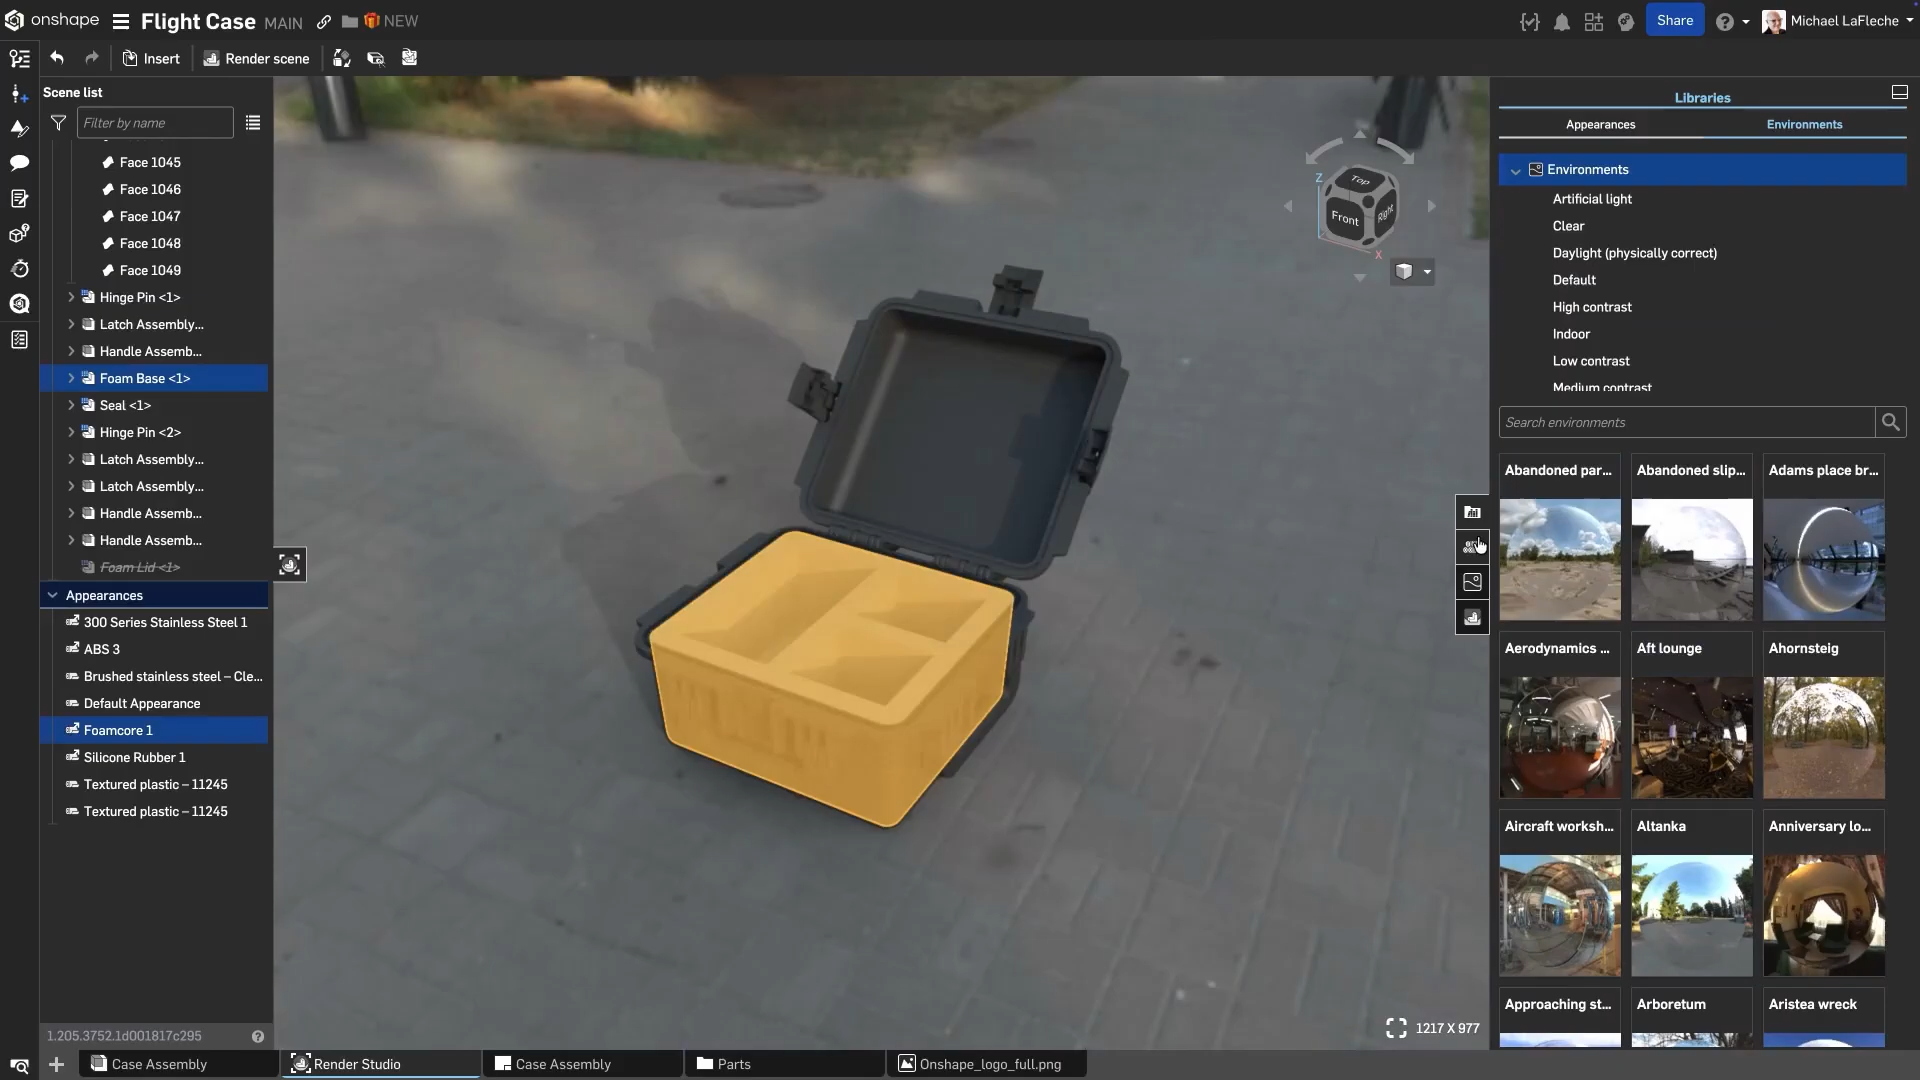 onshape
Flight Case MAIN
NEW
Share
Michael LaFleche
Insert
Render scene
Scene list
Filter by name
Face 1045
Face 1046
Face 1047
Face 1048
Face 1049
Hinge Pin <1>
Latch Assembly...
Handle Assemb...
Foam Base <1>
Seal <1>
Hinge Pin <2>
Latch Assembly...
Latch Assembly...
Handle Assemb...
Handle Assemb...
Foam Lid <1>
Appearances
300 Series Stainless Steel 1
ABS 3
Brushed stainless steel – Cle...
Default Appearance
Foamcore 1
Silicone Rubber 1
Textured plastic – 11245
Textured plastic – 11245
1.205.3752.1d001817c295
Z
Top
Front
Right
X
1217 X 977
Libraries
Appearances
Environments
Environments
Artificial light
Clear
Daylight (physically correct)
Default
High contrast
Indoor
Low contrast
Medium contrast
Search environments
Abandoned par...
Abandoned slip...
Adams place br...
Aerodynamics ...
Aft lounge
Ahornsteig
Aircraft worksh...
Altanka
Anniversary lo...
Approaching st...
Arboretum
Aristea wreck
Case Assembly
Render Studio
Case Assembly
Parts
Onshape_logo_full.png